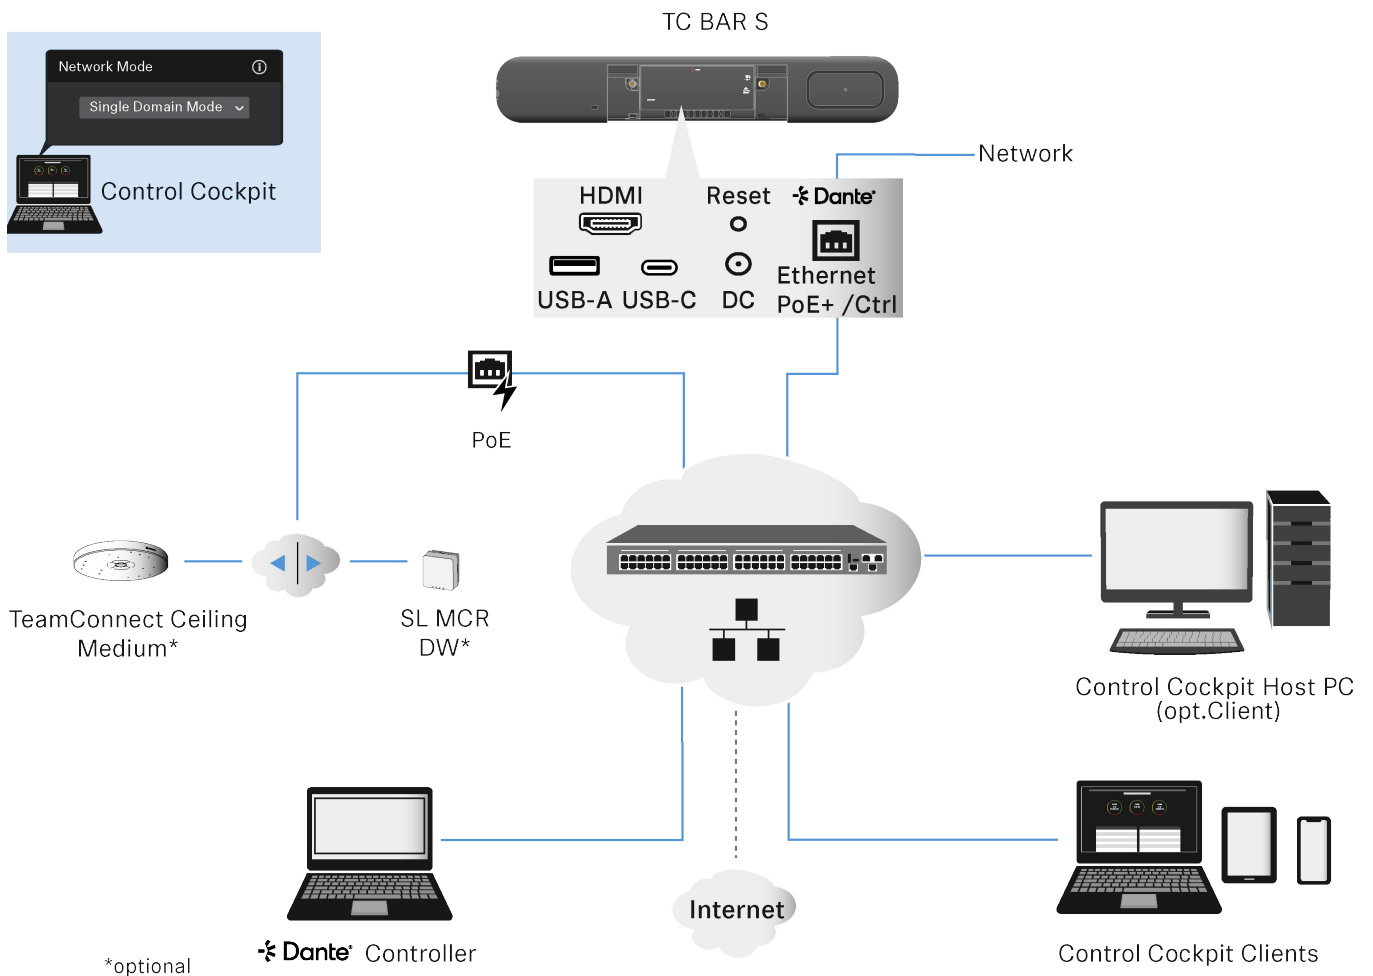 TC BAR S
Network Mode
Single Domain Mode
Control Cockpit
Network
HDMI
Reset
Dante®
USB-A
USB-C
DC
Ethernet
PoE+ /Ctrl
PoE
TeamConnect Ceiling
Medium*
SL MCR
DW*
Control Cockpit Host PC
(opt.Client)
Internet
Dante® Controller
Control Cockpit Clients
*optional